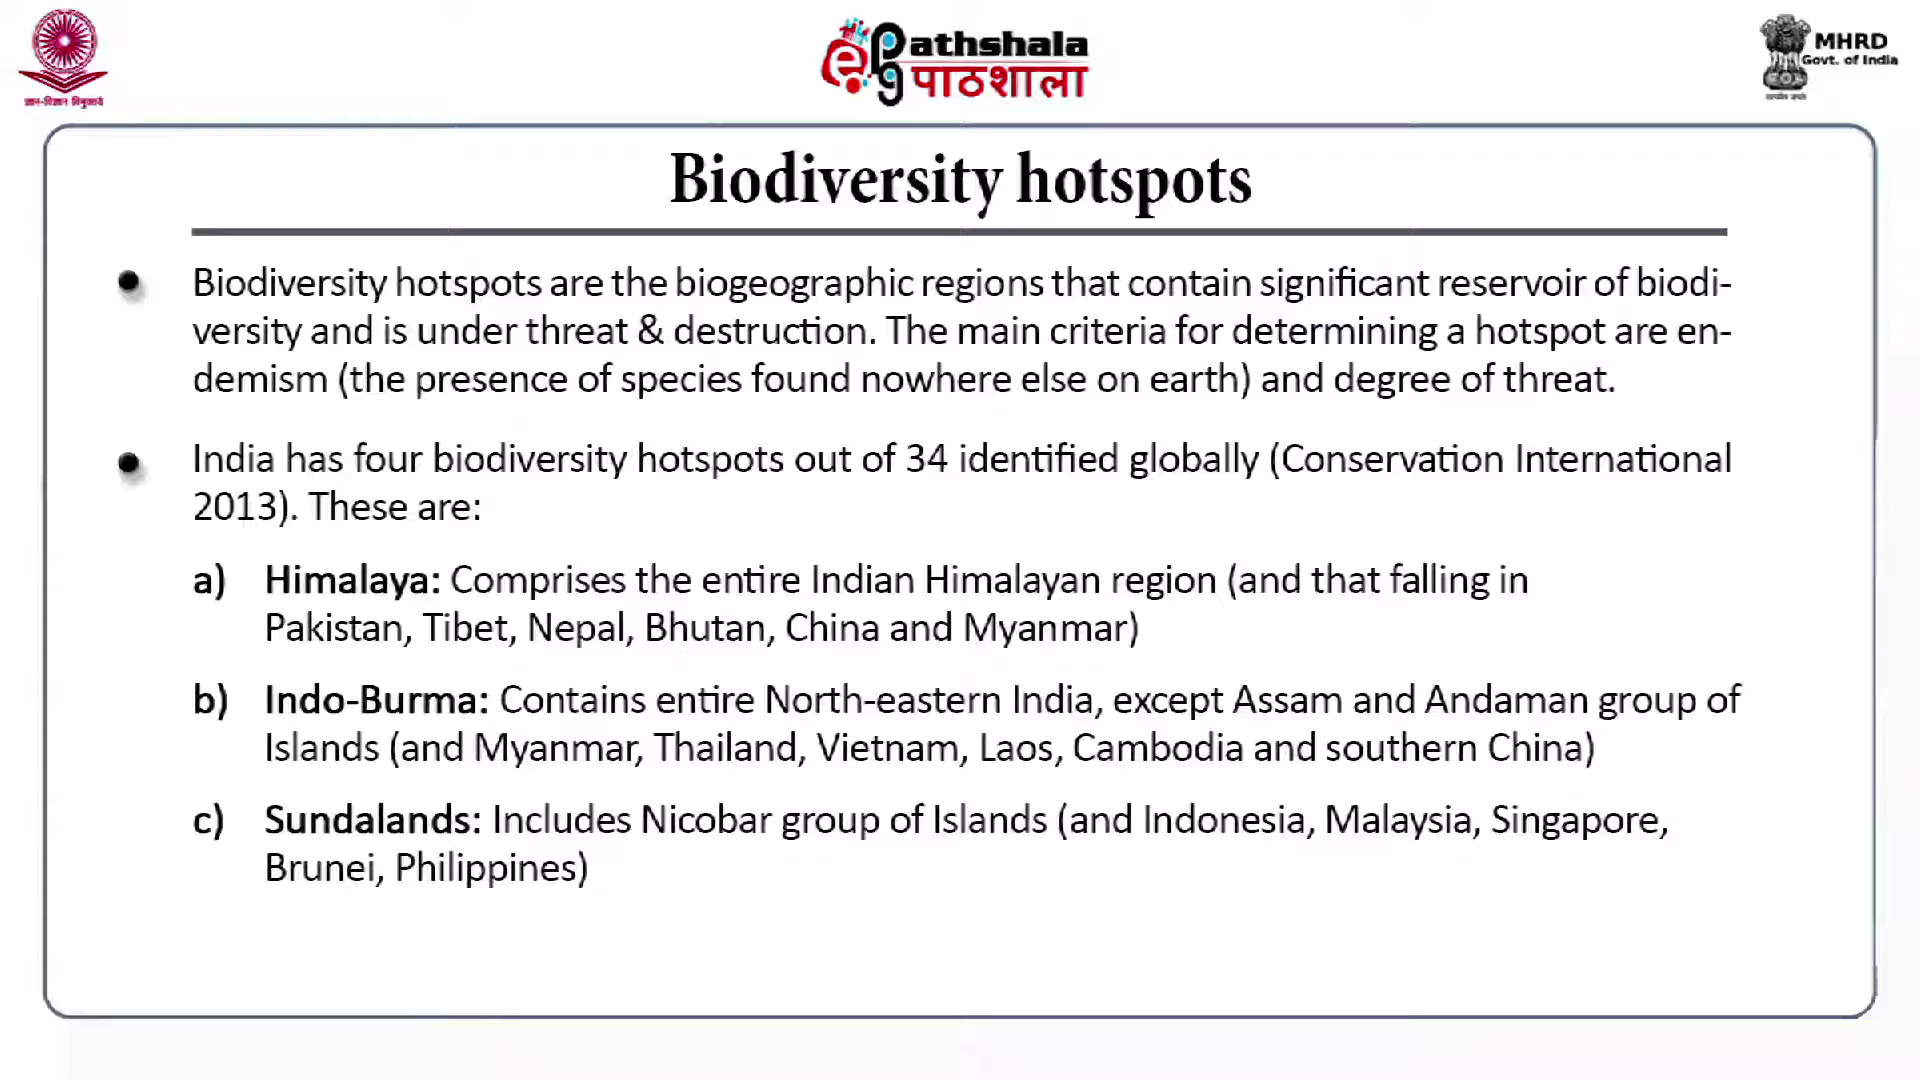 ज्ञान-विज्ञान विमुक्तये
ePG Pathshala
पाठशाला
MHRD
Govt. of India
सत्यमेव जयते
Biodiversity hotspots
Biodiversity hotspots are the biogeographic regions that contain significant reservoir of biodi-
versity and is under threat & destruction. The main criteria for determining a hotspot are en-
demism (the presence of species found nowhere else on earth) and degree of threat.
India has four biodiversity hotspots out of 34 identified globally (Conservation International
2013). These are:
a) Himalaya: Comprises the entire Indian Himalayan region (and that falling in
Pakistan, Tibet, Nepal, Bhutan, China and Myanmar)
b) Indo-Burma: Contains entire North-eastern India, except Assam and Andaman group of
Islands (and Myanmar, Thailand, Vietnam, Laos, Cambodia and southern China)
c) Sundalands: Includes Nicobar group of Islands (and Indonesia, Malaysia, Singapore,
Brunei, Philippines)